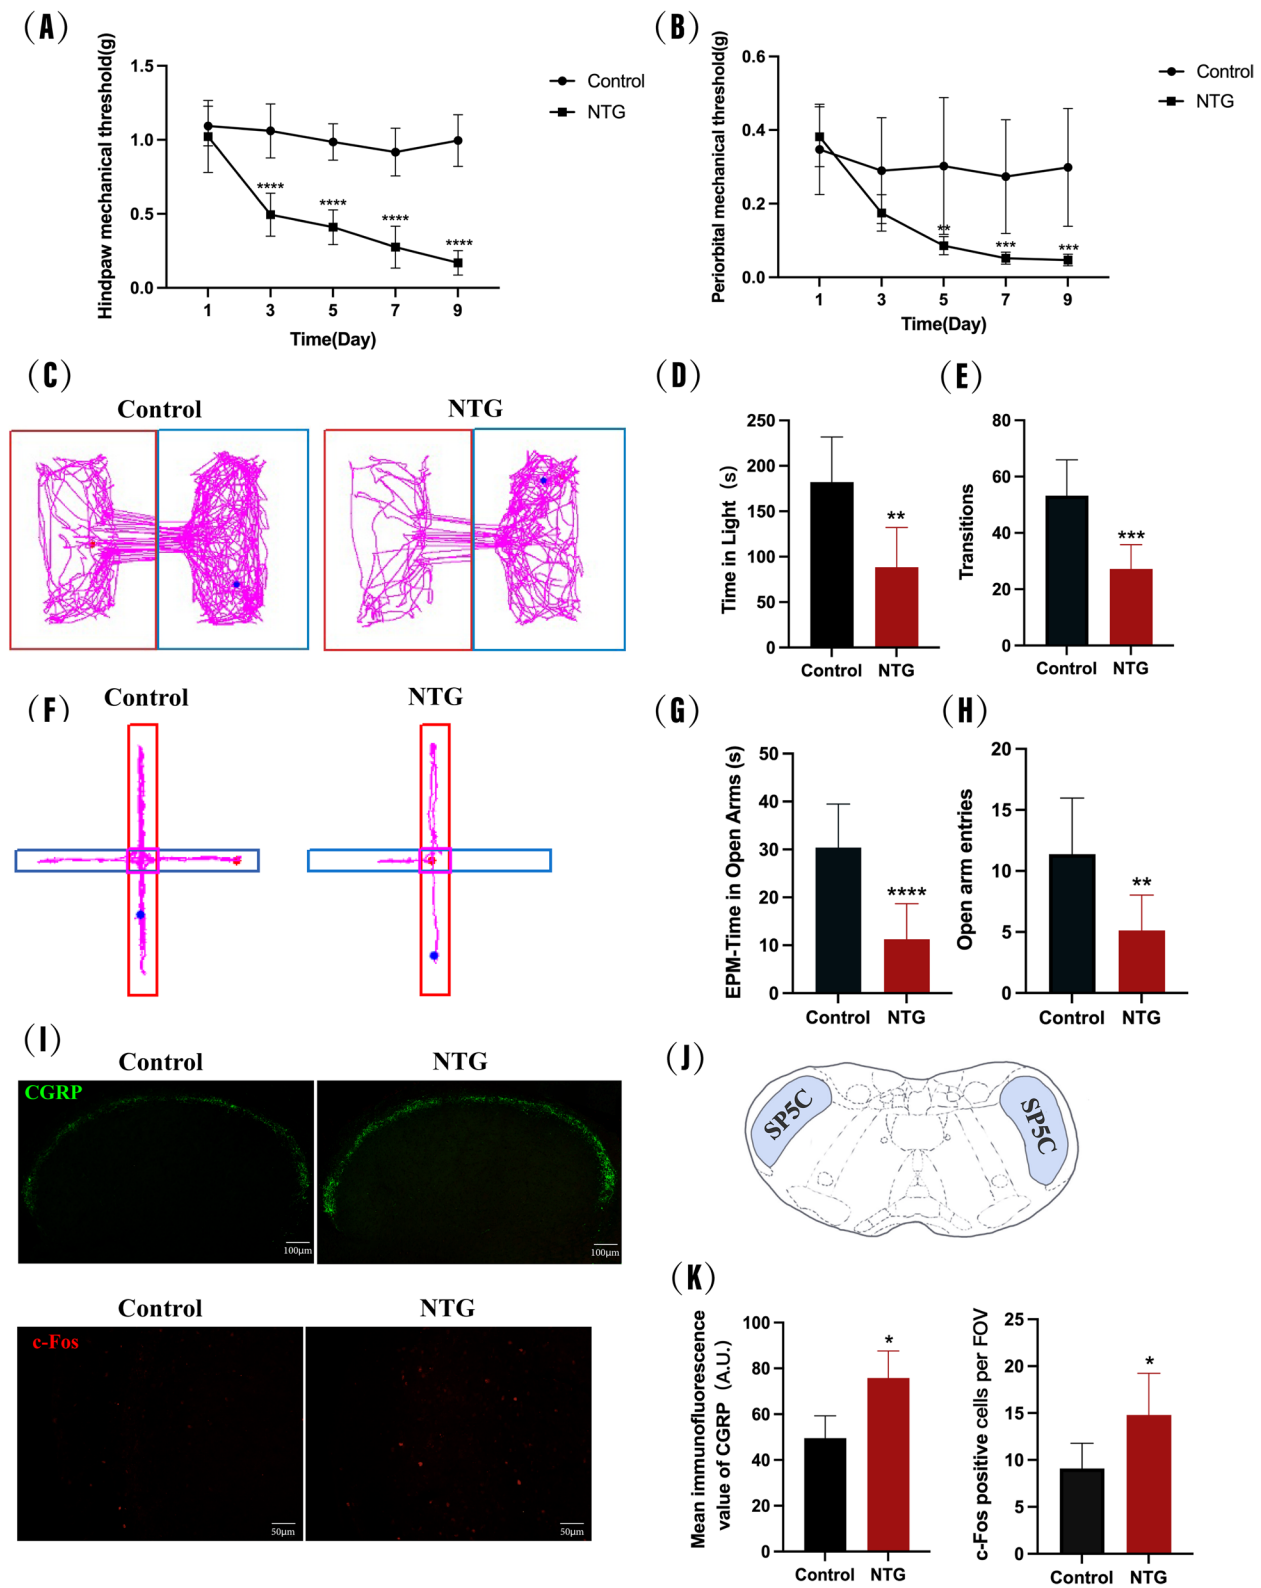 (A)
Hindpaw mechanical threshold(g)
1.5
1.0
0.5
0.0
****
****
****
****
1 3 5 7 9
Time(Day)
Control
NTG
(B)
Periorbital mechanical threshold(g)
0.6
0.4
0.2
0.0
**
***
***
1 3 5 7 9
Time(Day)
Control
NTG
(C)
Control NTG
(D)
Time in Light (s)
250
200
150
100
50
0
**
Control NTG
(E)
Transitions
80
60
40
20
0
***
Control NTG
(F)
Control NTG
(G)
EPM-Time in Open Arms (s)
50
40
30
20
10
0
****
Control NTG
(H)
Open arm entries
20
15
10
5
0
**
Control NTG
(I)
Control NTG
CGRP
100μm 100μm
Control NTG
c-Fos
50μm 50μm
(J)
SP5C SP5C
(K)
Mean immunofluorescence
value of CGRP (A.U.)
100
80
60
40
20
0
*
Control NTG
c-Fos positive cells per FOV
25
20
15
10
5
0
*
Control NTG